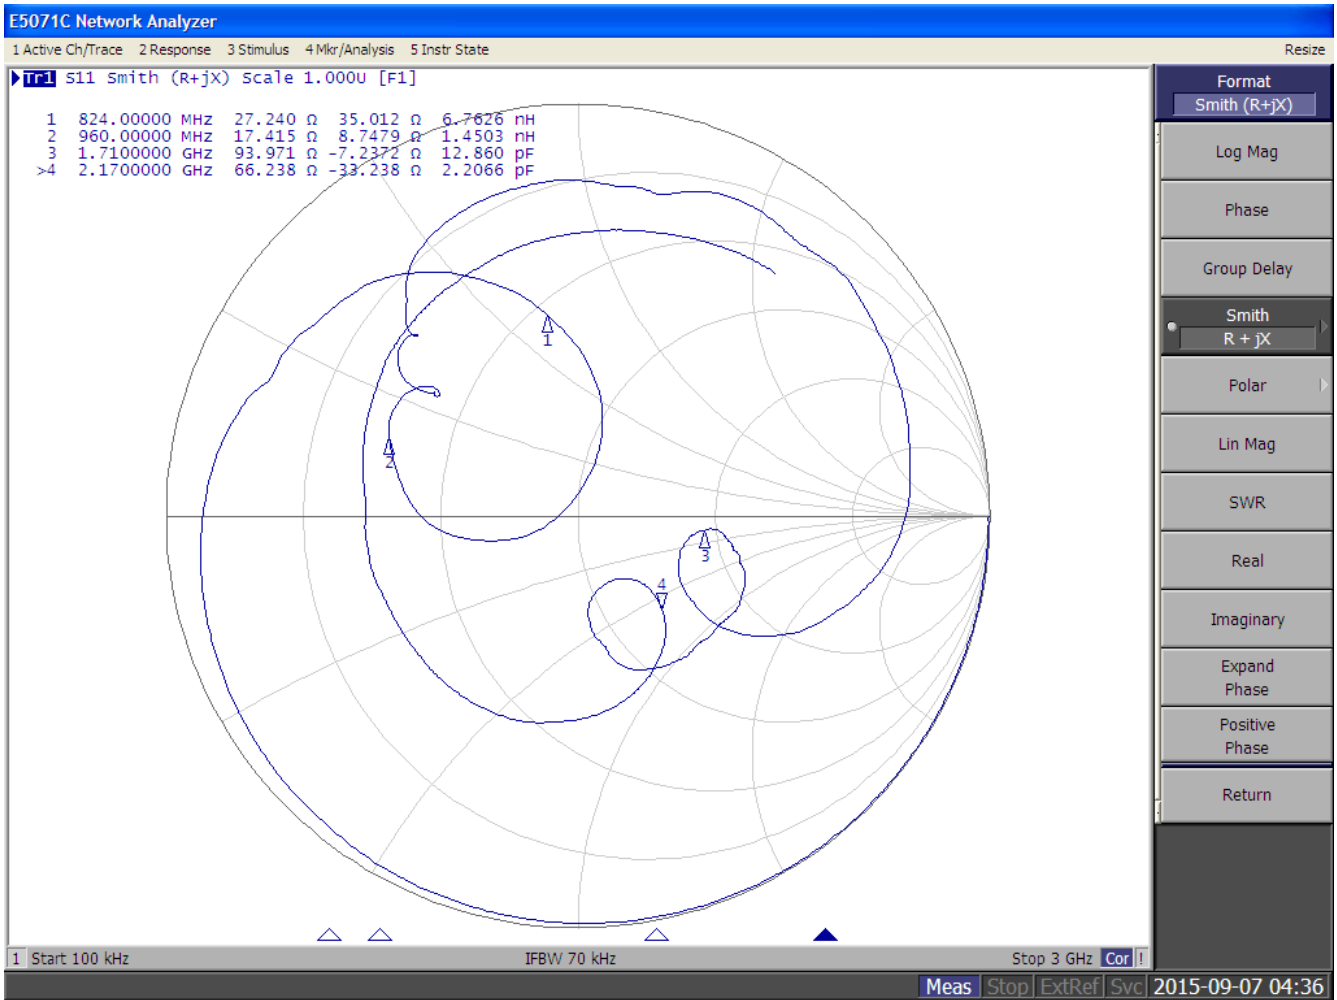 E5071C Network Analyzer
1 Active Ch/Trace 2 Response 3 Stimulus 4 Mkr/Analysis 5 Instr State Resize
Tr1 S11 Smith (R+jX) Scale 1.000U [F1]
1 824.00000 MHz 27.240 Ω 35.012 Ω 6.7626 nH
2 960.00000 MHz 17.415 Ω 8.7479 Ω 1.4503 nH
3 1.7100000 GHz 93.971 Ω -7.2372 Ω 12.860 pF
>4 2.1700000 GHz 66.238 Ω -33.238 Ω 2.2066 pF
1
2
3
4
Format
Smith (R+jX)
Log Mag
Phase
Group Delay
Smith
R + jX
Polar
Lin Mag
SWR
Real
Imaginary
Expand
Phase
Positive
Phase
Return
1 Start 100 kHz IFBW 70 kHz Stop 3 GHz Cor !
Meas Stop ExtRef Svc 2015-09-07 04:36